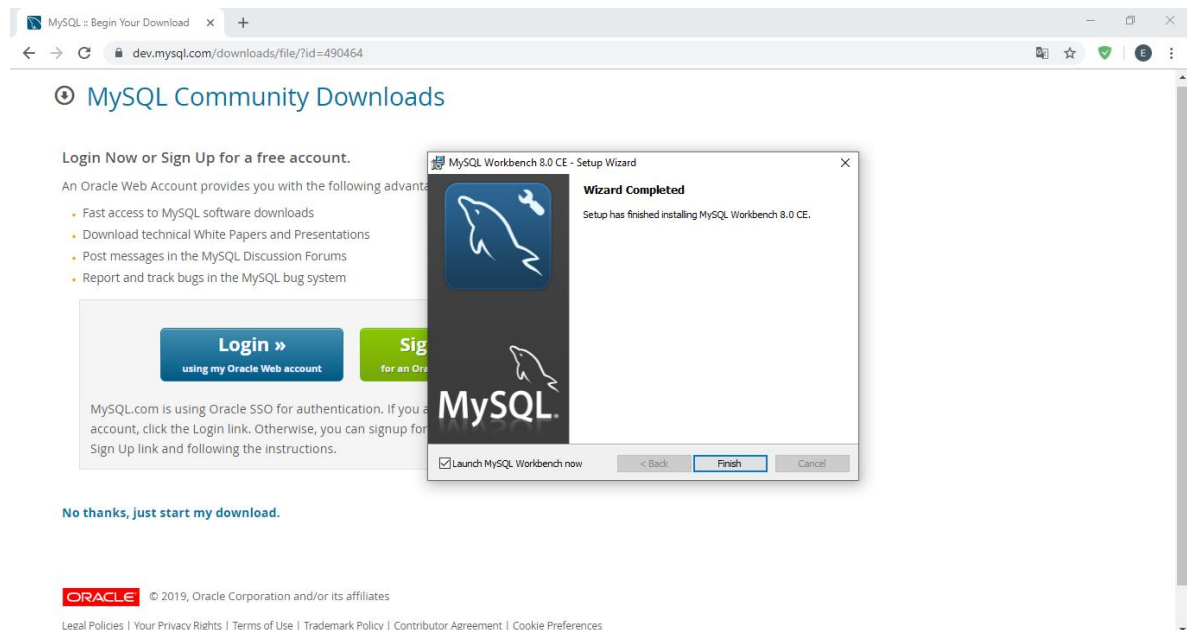 MySQL :: Begin Your Download
dev.mysql.com/downloads/file/?id=490464
E
MySQL Community Downloads
Login Now or Sign Up for a free account.
An Oracle Web Account provides you with the following advanta
Fast access to MySQL software downloads
Download technical White Papers and Presentations
Post messages in the MySQL Discussion Forums
Report and track bugs in the MySQL bug system
Login »
using my Oracle Web account
Sig
for an Ora
MySQL.com is using Oracle SSO for authentication. If you a
account, click the Login link. Otherwise, you can signup for
Sign Up link and following the instructions.
No thanks, just start my download.
ORACLE © 2019, Oracle Corporation and/or its affiliates
Legal Policies | Your Privacy Rights | Terms of Use | Trademark Policy | Contributor Agreement | Cookie Preferences
MySQL Workbench 8.0 CE - Setup Wizard
Wizard Completed
Setup has finished installing MySQL Workbench 8.0 CE.
MySQL.
Launch MySQL Workbench now
< Back Finish Cancel